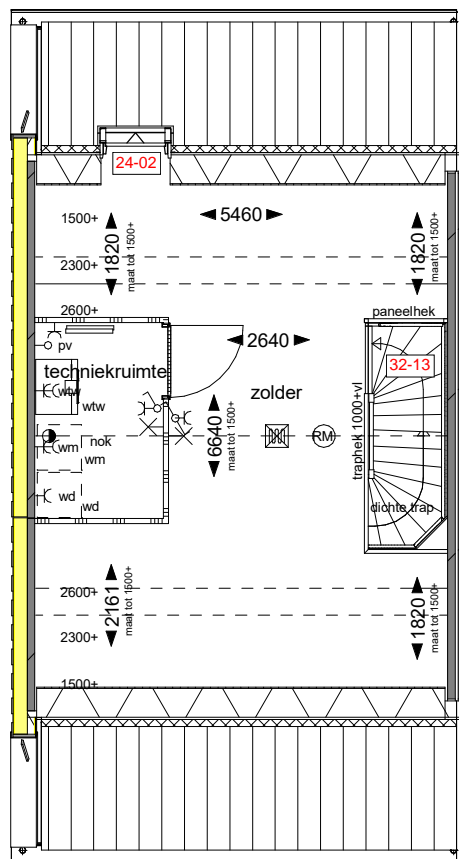 24-02
1500+
1820
maat tot 1500+
5460
1820
maat tot 1500+
2300+
2600+
paneelhek
pv
techniekruimte
2640
32-13
wtw
wtw
zolder
6640
maat tot 1500+
traphek 1000+vl
nok
wm
wm
RM
wd
wd
dichte trap
2600+
2161
maat tot 1500+
1820
maat tot 1500+
2300+
1500+